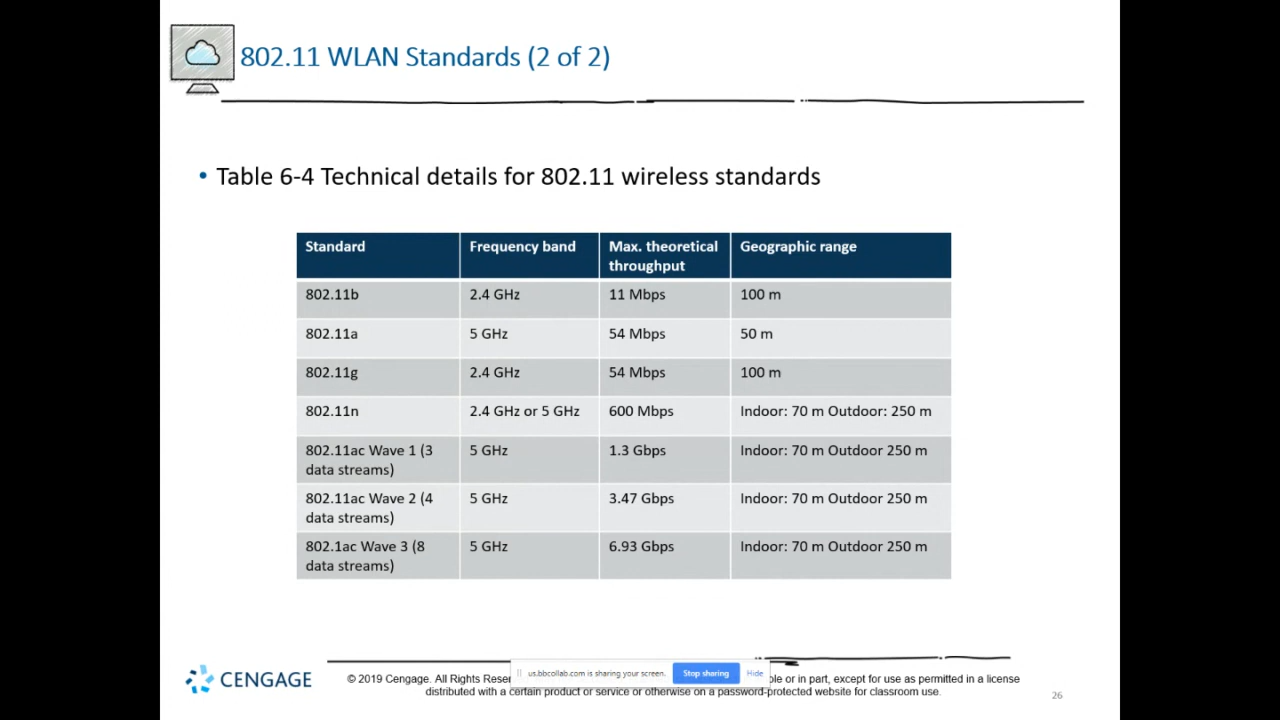 802.11 WLAN Standards (2 of 2)
• Table 6-4 Technical details for 802.11 wireless standards
Standard Frequency band Max. theoretical throughput Geographic range
802.11b 2.4 GHz 11 Mbps 100 m
802.11a 5 GHz 54 Mbps 50 m
802.11g 2.4 GHz 54 Mbps 100 m
802.11n 2.4 GHz or 5 GHz 600 Mbps Indoor: 70 m Outdoor: 250 m
802.11ac Wave 1 (3 data streams) 5 GHz 1.3 Gbps Indoor: 70 m Outdoor 250 m
802.11ac Wave 2 (4 data streams) 5 GHz 3.47 Gbps Indoor: 70 m Outdoor 250 m
802.1ac Wave 3 (8 data streams) 5 GHz 6.93 Gbps Indoor: 70 m Outdoor 250 m
CENGAGE
© 2019 Cengage. All Rights Reser
us.bbcollab.com is sharing your screen. Stop sharing Hide
ole or in part, except for use as permitted in a license
distributed with a certain product or service or otherwise on a password-protected website for classroom use.
26